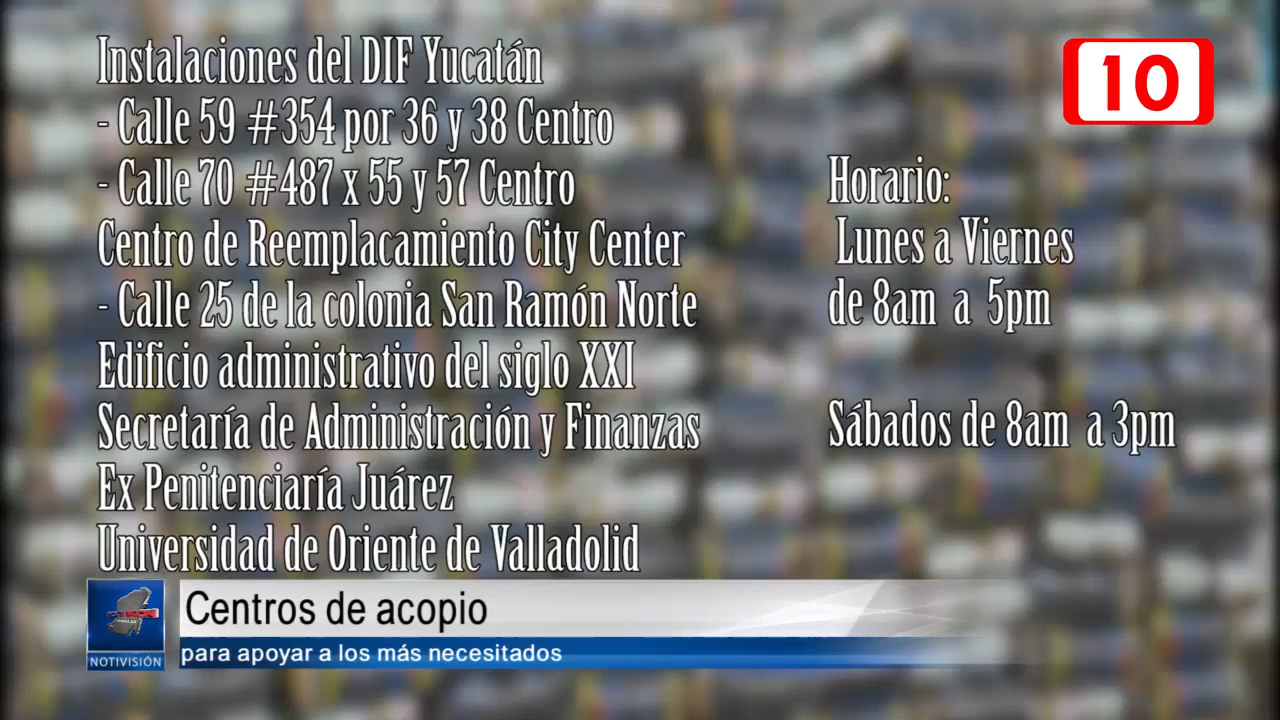 Instalaciones del DIF Yucatán
- Calle 59 #354 por 36 y 38 Centro
- Calle 70 #487 x 55 y 57 Centro
Centro de Reemplacamiento City Center
- Calle 25 de la colonia San Ramón Norte
Edificio administrativo del siglo XXI
Secretaría de Administración y Finanzas
Ex Penitenciaría Juárez
Universidad de Oriente de Valladolid
10
Horario:
Lunes a Viernes
de 8am a 5pm
Sábados de 8am a 3pm
Centros de acopio
para apoyar a los más necesitados
NOTIVISIÓN